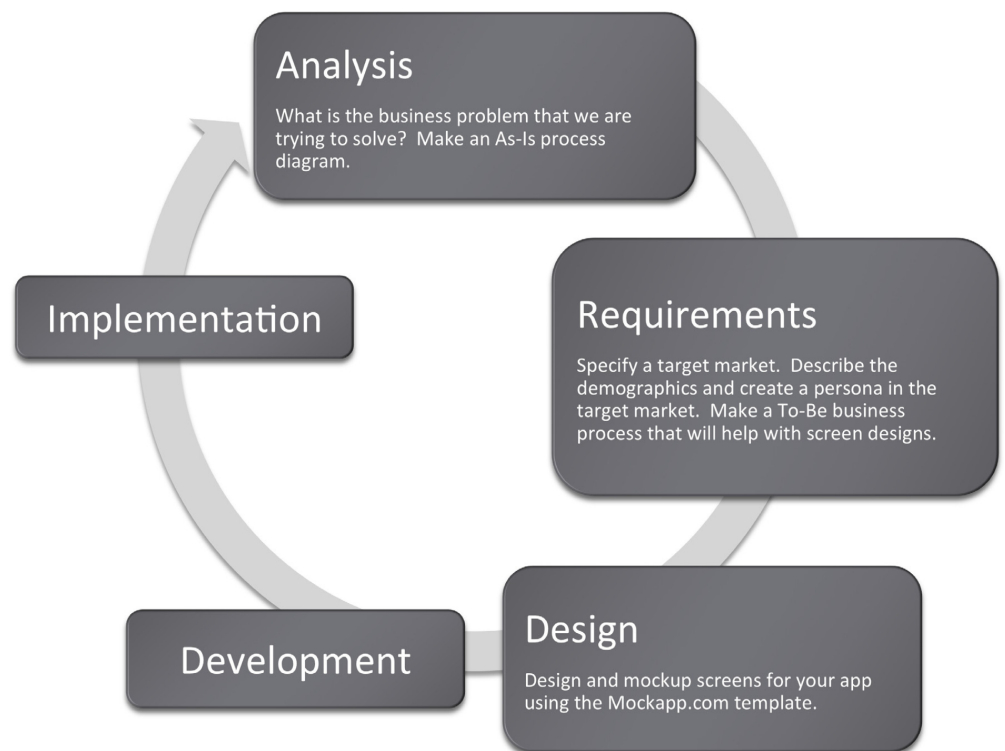 Analysis
What is the business problem that we are
trying to solve?  Make an As-Is process
diagram.
Requirements
Specify a target market.  Describe the
demographics and create a persona in the
target market.  Make a To-Be business
process that will help with screen designs.
Design
Design and mockup screens for your app
using the Mockapp.com template.
Development
Implementation